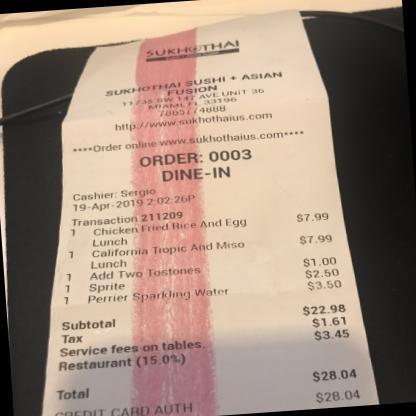 SUKHOTHAI
SUKHOTHAI SUSHI + ASIAN
FUSION
11735 SW 147 AVE UNIT 36
MIAMI, FL 33196
7865774888
http://www.sukhothaius.com
****Order online www.sukhothaius.com****
ORDER: 0003
DINE-IN
Cashier: Sergio
19-Apr-2019 2:02:26P
Transaction 211209
1 Chicken Fried Rice And Egg $7.99
Lunch
1 California Tropic And Miso $7.99
Lunch
1 Add Two Tostones $1.00
1 Sprite $2.50
1 Perrier Sparkling Water $3.50
Subtotal $22.98
Tax $1.61
Service fees on tables. $3.45
Restaurant (15.0%)
Total $28.04
CREDIT CARD AUTH $28.04